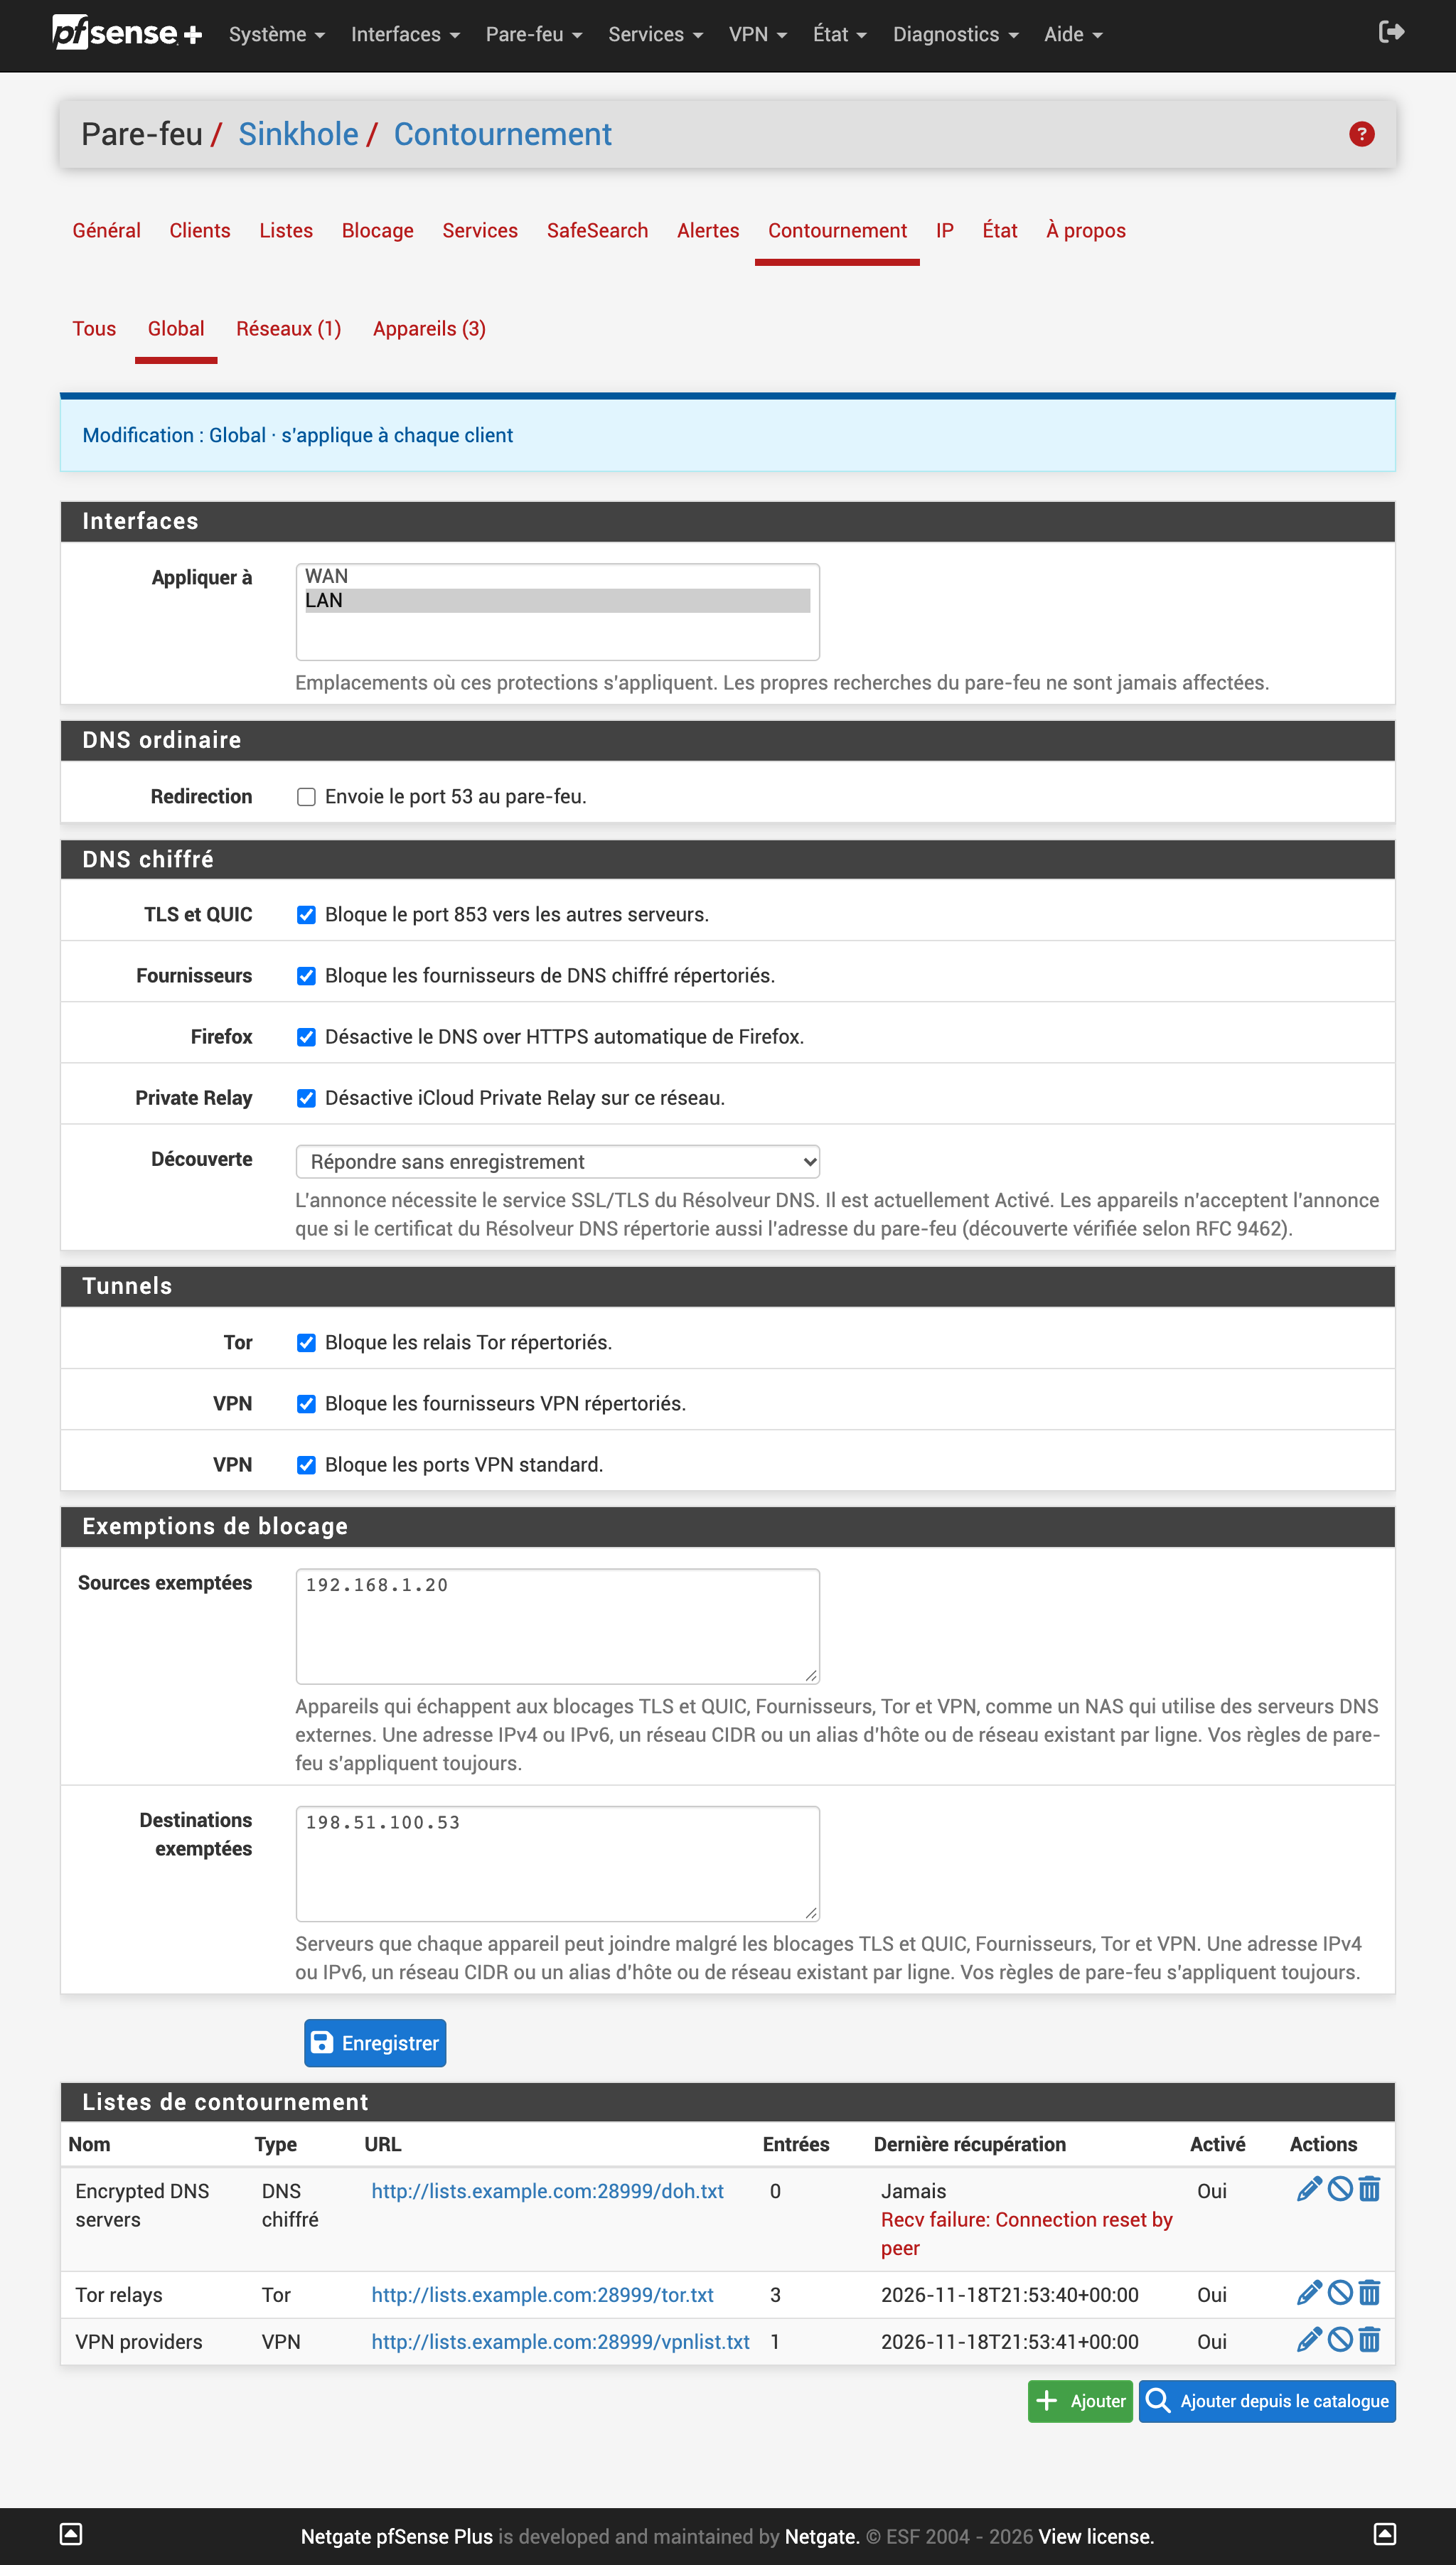 pfsense+ Système Interfaces Pare-feu Services VPN État Diagnostics Aide
Pare-feu / Sinkhole / Contournement
Général Clients Listes Blocage Services SafeSearch Alertes Contournement IP État À propos
Tous Global Réseaux (1) Appareils (3)
Modification : Global · s'applique à chaque client
Interfaces
Appliquer à
WAN
LAN
Emplacements où ces protections s'appliquent. Les propres recherches du pare-feu ne sont jamais affectées.
DNS ordinaire
Redirection Envoie le port 53 au pare-feu.
DNS chiffré
TLS et QUIC Bloque le port 853 vers les autres serveurs.
Fournisseurs Bloque les fournisseurs de DNS chiffré répertoriés.
Firefox Désactive le DNS over HTTPS automatique de Firefox.
Private Relay Désactive iCloud Private Relay sur ce réseau.
Découverte Répondre sans enregistrement
L'annonce nécessite le service SSL/TLS du Résolveur DNS. Il est actuellement Activé. Les appareils n'acceptent l'annonce
que si le certificat du Résolveur DNS répertorie aussi l'adresse du pare-feu (découverte vérifiée selon RFC 9462).
Tunnels
Tor Bloque les relais Tor répertoriés.
VPN Bloque les fournisseurs VPN répertoriés.
VPN Bloque les ports VPN standard.
Exemptions de blocage
Sources exemptées 192.168.1.20
Appareils qui échappent aux blocages TLS et QUIC, Fournisseurs, Tor et VPN, comme un NAS qui utilise des serveurs DNS
externes. Une adresse IPv4 ou IPv6, un réseau CIDR ou un alias d'hôte ou de réseau existant par ligne. Vos règles de pare-
feu s'appliquent toujours.
Destinations exemptées 198.51.100.53
Serveurs que chaque appareil peut joindre malgré les blocages TLS et QUIC, Fournisseurs, Tor et VPN. Une adresse IPv4
ou IPv6, un réseau CIDR ou un alias d'hôte ou de réseau existant par ligne. Vos règles de pare-feu s'appliquent toujours.
Enregistrer
Listes de contournement
Nom Type URL Entrées Dernière récupération Activé Actions
Encrypted DNS servers DNS chiffré http://lists.example.com:28999/doh.txt 0 Jamais Recv failure: Connection reset by peer Oui
Tor relays Tor http://lists.example.com:28999/tor.txt 3 2026-11-18T21:53:40+00:00 Oui
VPN providers VPN http://lists.example.com:28999/vpnlist.txt 1 2026-11-18T21:53:41+00:00 Oui
Ajouter Ajouter depuis le catalogue
Netgate pfSense Plus is developed and maintained by Netgate. © ESF 2004 - 2026 View license.